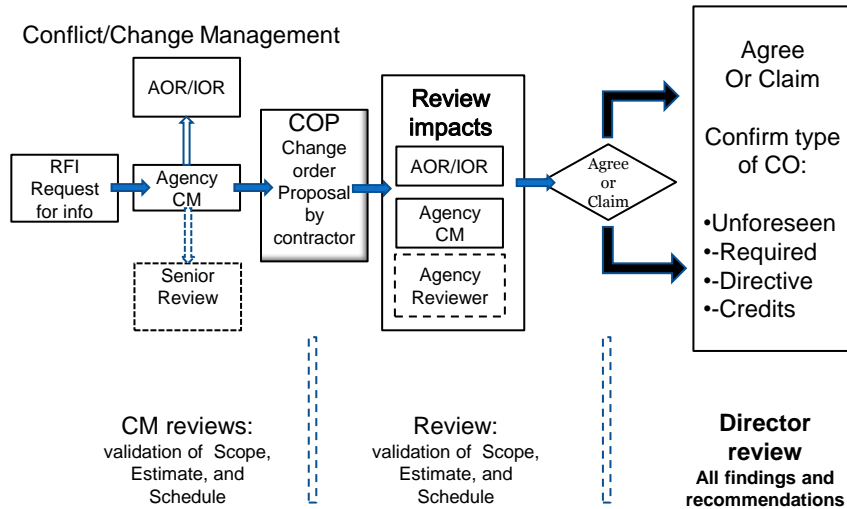 Conflict/Change Management
AOR/IOR
RFI
Request
for info
Agency
CM
Senior
Review
COP
Change
order
Proposal
by
contractor
Review
impacts
AOR/IOR
Agency
CM
Agency
Reviewer
Agree
or
Claim
Agree
Or Claim
Confirm type
of CO:
•Unforeseen
•-Required
•-Directive
•-Credits
CM reviews:
validation of Scope,
Estimate, and
Schedule
Review:
validation of Scope,
Estimate, and
Schedule
Director
review
All findings and
recommendations